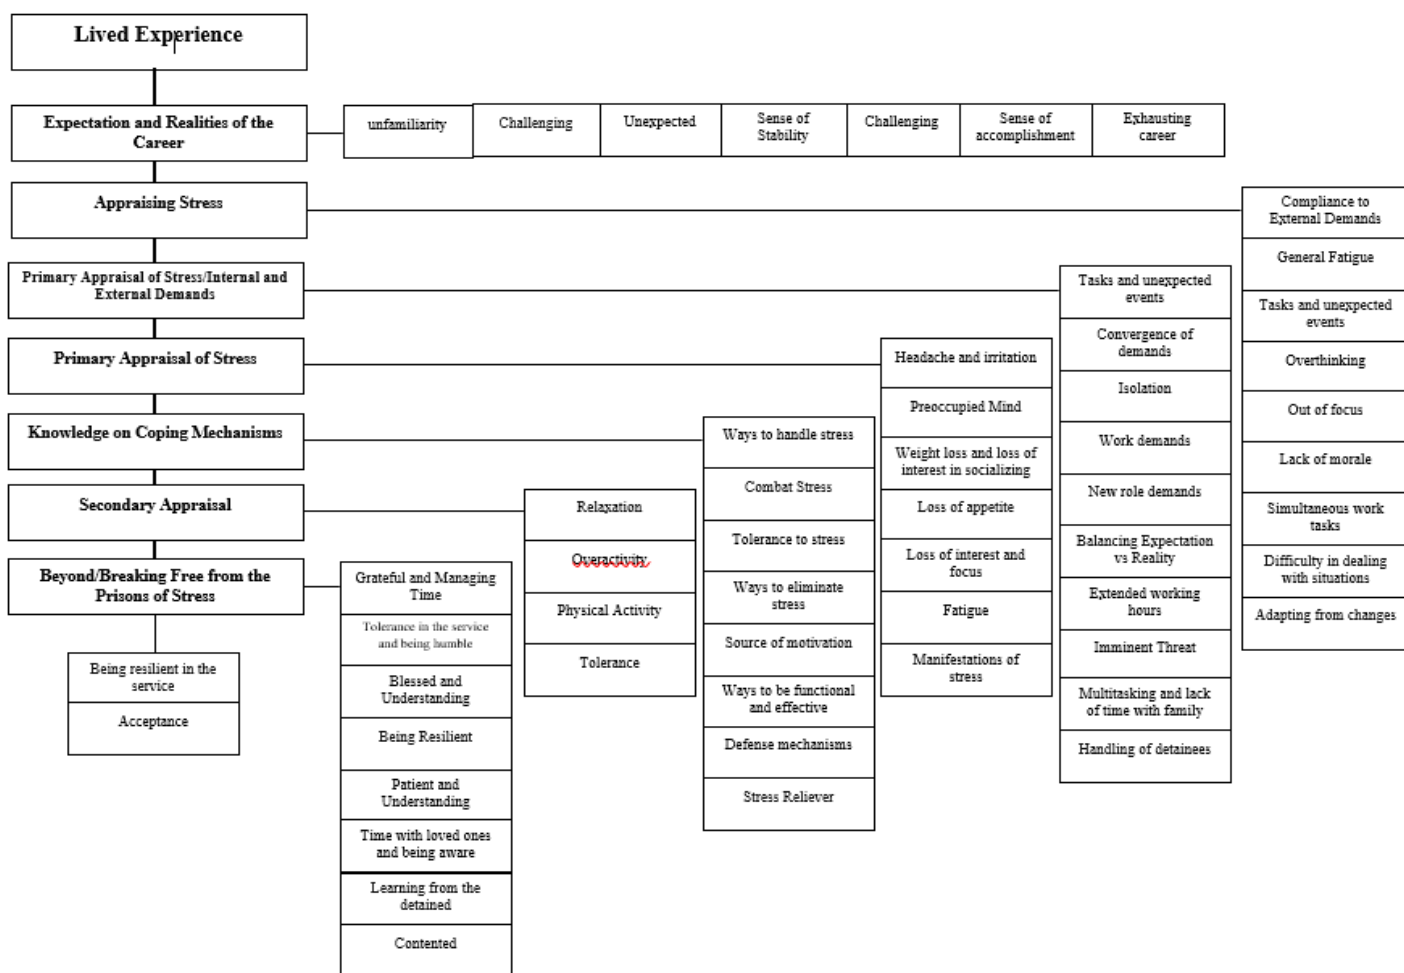 Lived Experience
Expectation and Realities of the
Career
unfamiliarity
Challenging
Unexpected
Sense of
Stability
Challenging
Sense of
accomplishment
Exhausting
career
Appraising Stress
Compliance to
External Demands
General Fatigue
Tasks and unexpected
events
Overthinking
Out of focus
Lack of morale
Simultaneous work
tasks
Difficulty in dealing
with situations
Adapting from changes
Primary Appraisal of Stress/Internal and
External Demands
Tasks and unexpected
events
Convergence of
demands
Isolation
Work demands
New role demands
Balancing Expectation
vs Reality
Extended working
hours
Imminent Threat
Multitasking and lack
of time with family
Handling of detainees
Primary Appraisal of Stress
Headache and irritation
Preoccupied Mind
Weight loss and loss of
interest in socializing
Loss of appetite
Loss of interest and
focus
Fatigue
Manifestations of
stress
Knowledge on Coping Mechanisms
Ways to handle stress
Combat Stress
Tolerance to stress
Ways to eliminate
stress
Source of motivation
Ways to be functional
and effective
Defense mechanisms
Stress Reliever
Secondary Appraisal
Relaxation
Overactivity
Physical Activity
Tolerance
Beyond/Breaking Free from the
Prisons of Stress
Grateful and Managing
Time
Tolerance in the service
and being humble
Blessed and
Understanding
Being Resilient
Patient and
Understanding
Time with loved ones
and being aware
Learning from the
detained
Contented
Being resilient in the
service
Acceptance